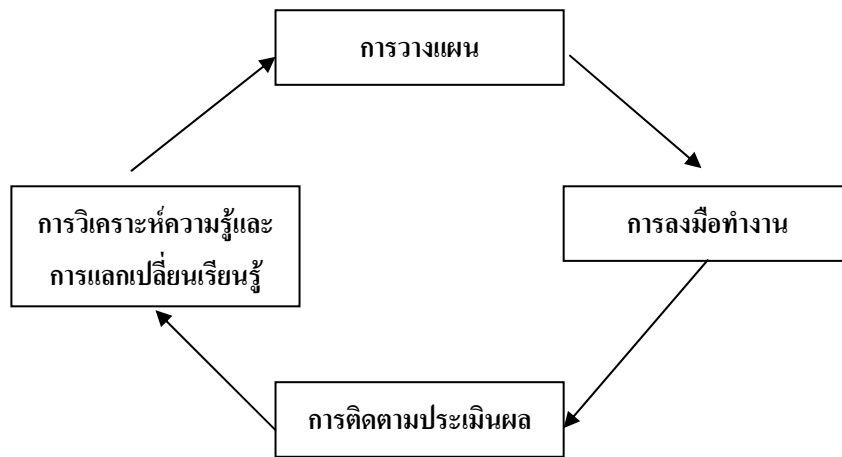 การวางแผน
การวิเคราะห์ความรู้และ
การแลกเปลี่ยนเรียนรู้
การลงมือทำงาน
การติดตามประเมินผล